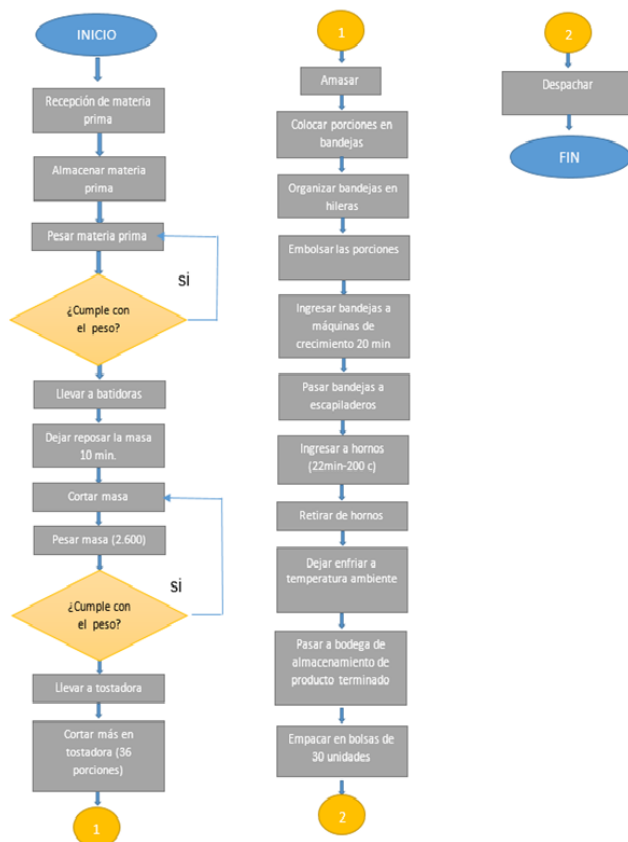 INICIO
Recepción de materia
prima
Almacenar materia
prima
Pesar materia prima
si
¿Cumple con
el peso?
Llevar a batidoras
Dejar reposar la masa
10 min.
Cortar masa
Pesar masa (2.600)
si
¿Cumple con
el peso?
Llevar a tostadora
Cortar más en
tostadora (36
porciones)
1
1
Amasar
Colocar porciones en
bandejas
Organizar bandejas en
hileras
Embolsar las porciones
Ingresar bandejas a
máquinas de
crecimiento 20 min
Pasar bandejas a
escapiladeros
Ingresar a hornos
(22min-200 c)
Retirar de hornos
Dejar enfriar a
temperatura ambiente
Pasar a bodega de
almacenamiento de
producto terminado
Empacar en bolsas de
30 unidades
2
2
Despachar
FIN